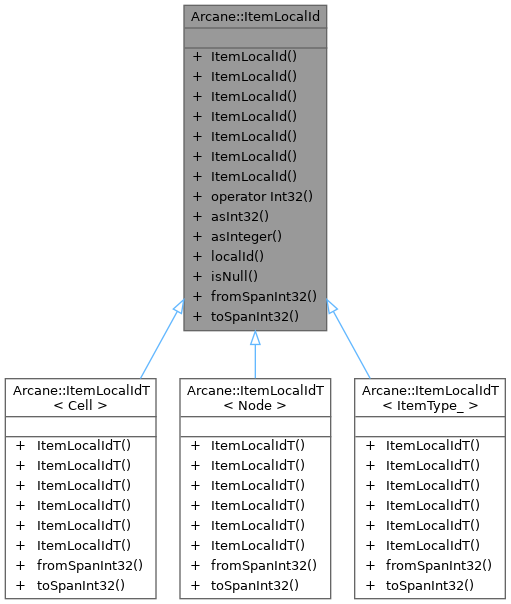 Arcane::ItemLocalId
+ ItemLocalId()
+ ItemLocalId()
+ ItemLocalId()
+ ItemLocalId()
+ ItemLocalId()
+ ItemLocalId()
+ ItemLocalId()
+ operator Int32()
+ asInt32()
+ asInteger()
+ localId()
+ isNull()
+ fromSpanInt32()
+ toSpanInt32()
Arcane::ItemLocalIdT
< Cell >
+ ItemLocalIdT()
+ ItemLocalIdT()
+ ItemLocalIdT()
+ ItemLocalIdT()
+ ItemLocalIdT()
+ ItemLocalIdT()
+ fromSpanInt32()
+ toSpanInt32()
Arcane::ItemLocalIdT
< Node >
+ ItemLocalIdT()
+ ItemLocalIdT()
+ ItemLocalIdT()
+ ItemLocalIdT()
+ ItemLocalIdT()
+ ItemLocalIdT()
+ fromSpanInt32()
+ toSpanInt32()
Arcane::ItemLocalIdT
< ItemType_ >
+ ItemLocalIdT()
+ ItemLocalIdT()
+ ItemLocalIdT()
+ ItemLocalIdT()
+ ItemLocalIdT()
+ ItemLocalIdT()
+ fromSpanInt32()
+ toSpanInt32()